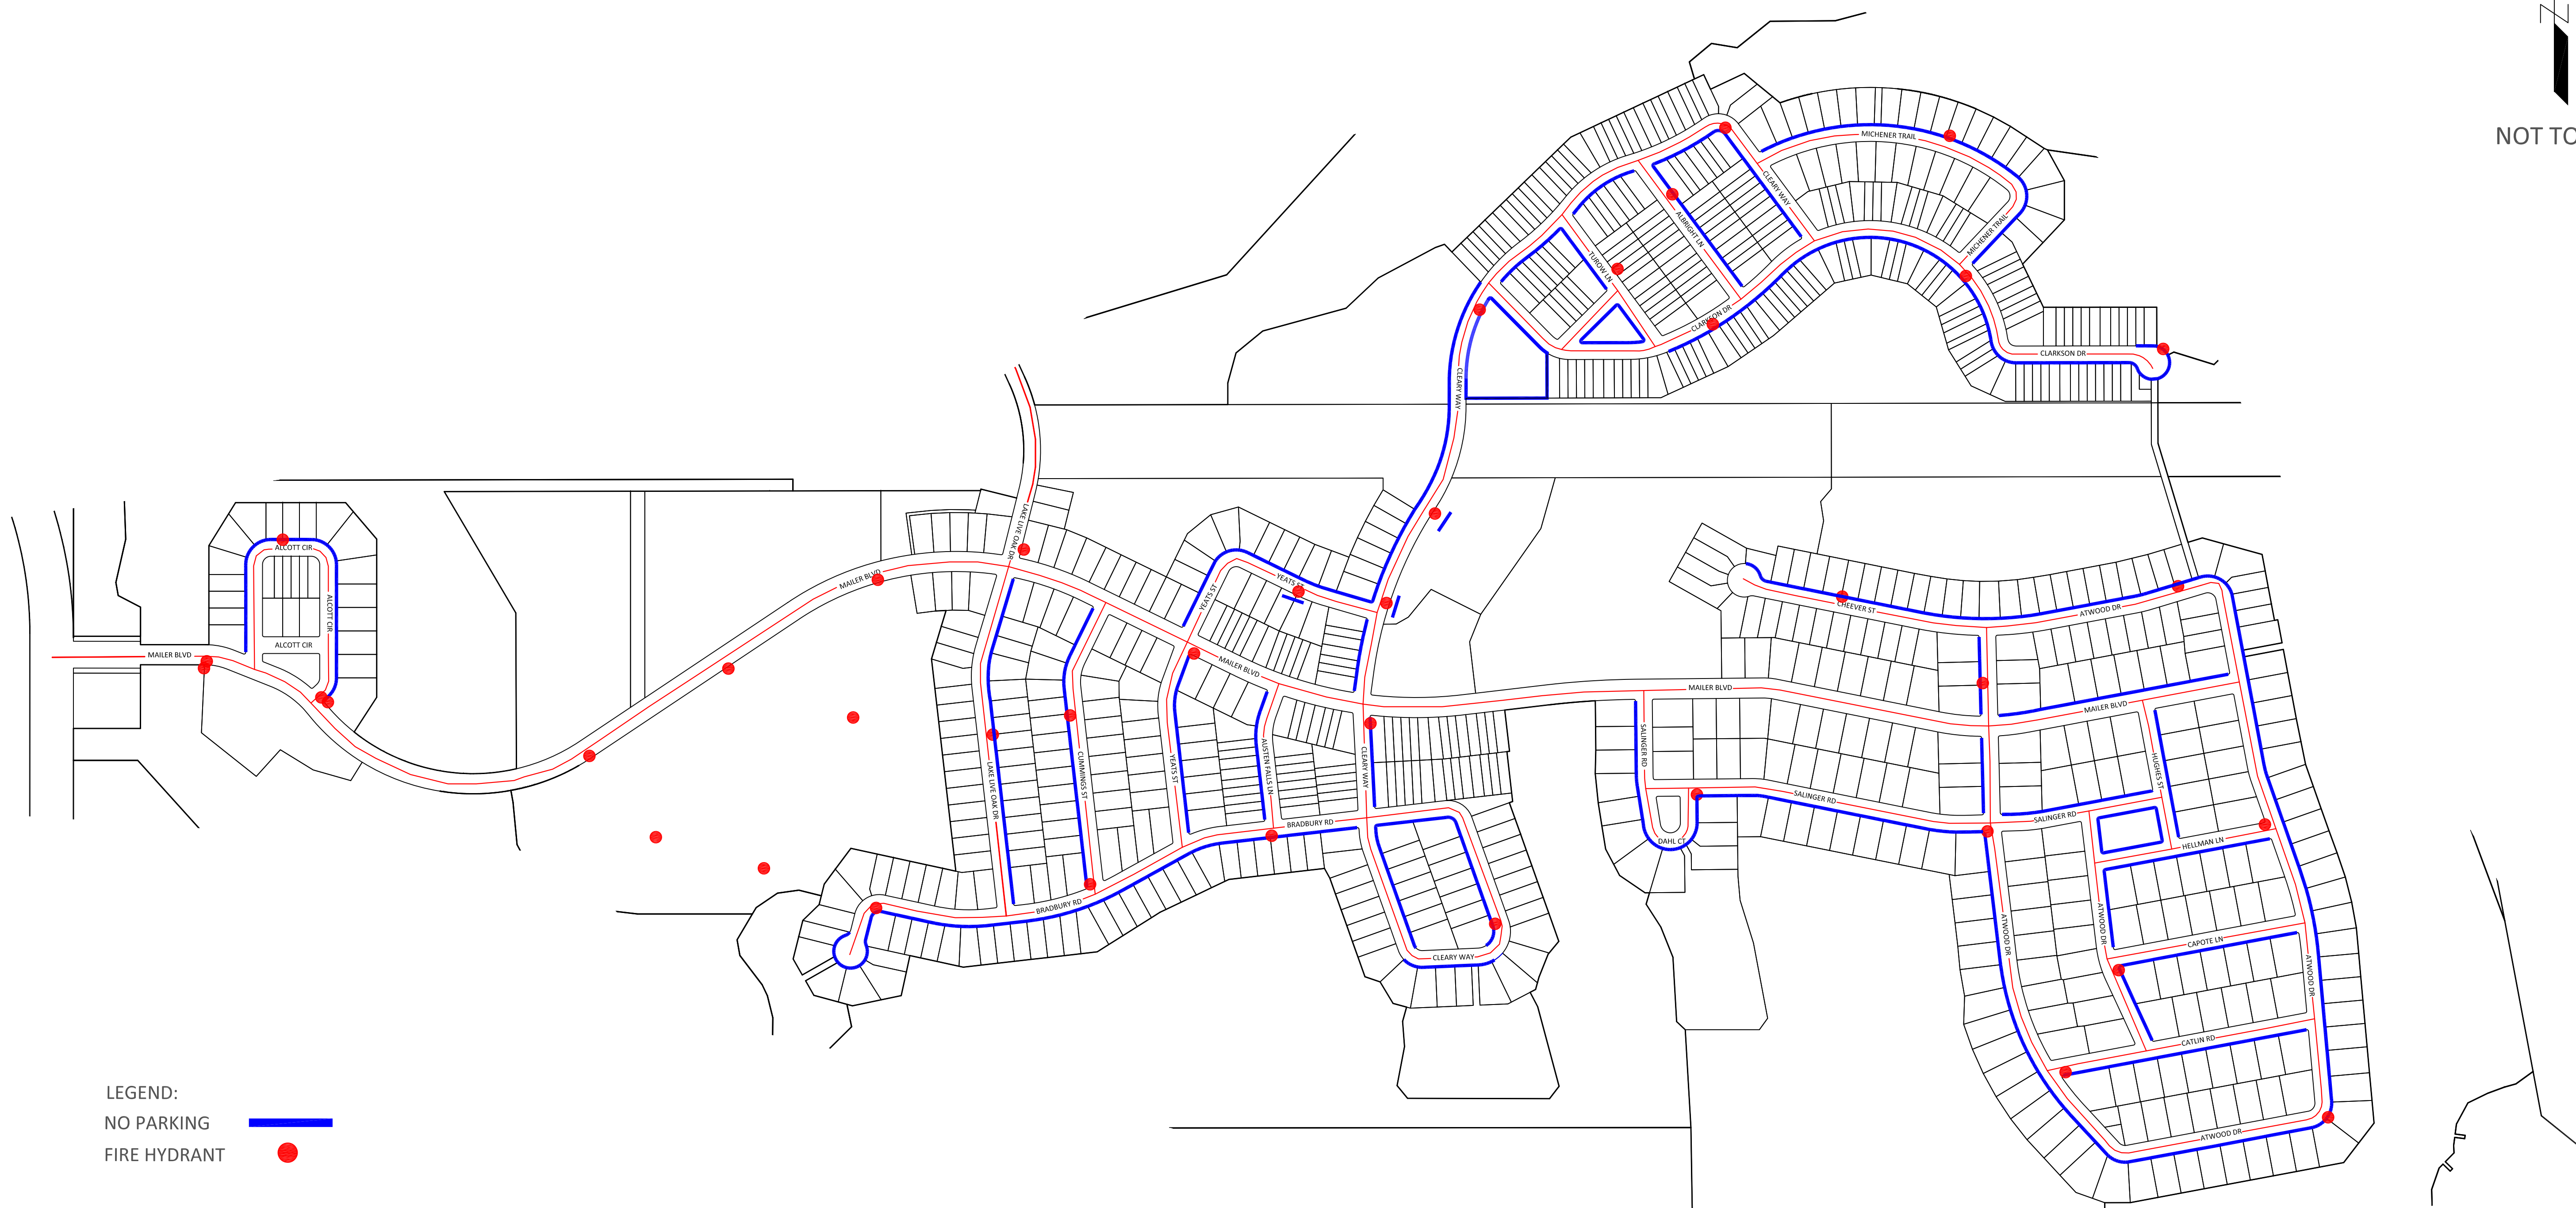 Z
NOT TO
MICHENER TRAIL
CLEARY WAY
ALBRIGHT LN
MICHENER TRAIL
TUROW LN
CLARKSON DR
CLARKSON DR
CLEARY WAY
LAKE LIVE OAK DR
ALCOTT CIR
ALCOTT CIR
ALCOTT CIR
MAILER BLVD
MAILER BLVD
YEATS ST
YEATS ST
MAILER BLVD
CHEEVER ST
ATWOOD DR
MAILER BLVD
MAILER BLVD
SALINGER RD
LAKE LIVE OAK DR
CUMMINGS ST
YEATS ST
AUSTEN FALLS LN
CLEARY WAY
HUGHES ST
SALINGER RD
SALINGER RD
BRADBURY RD
DAHL CT
HELLMAN LN
BRADBURY RD
ATWOOD DR
ATWOOD DR
CAPOTE LN
CLEARY WAY
ATWOOD DR
CATLIN RD
ATWOOD DR
LEGEND:
NO PARKING
FIRE HYDRANT